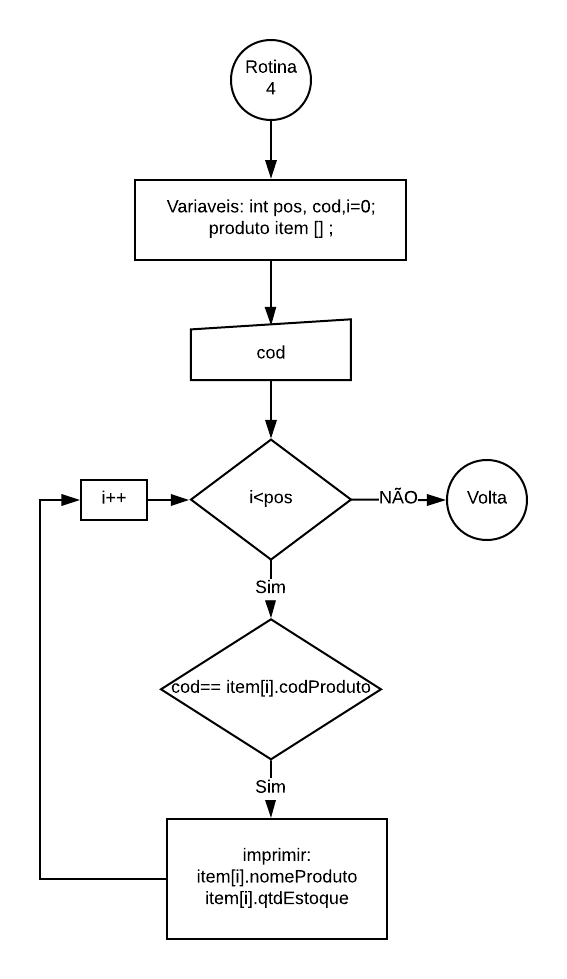 Rotina
4
Variaveis: int pos, cod,i=0;
produto item [] ;
cod
i++
i<pos
NÃO
Volta
Sim
cod== item[i].codProduto
Sim
imprimir:
item[i].nomeProduto
item[i].qtdEstoque